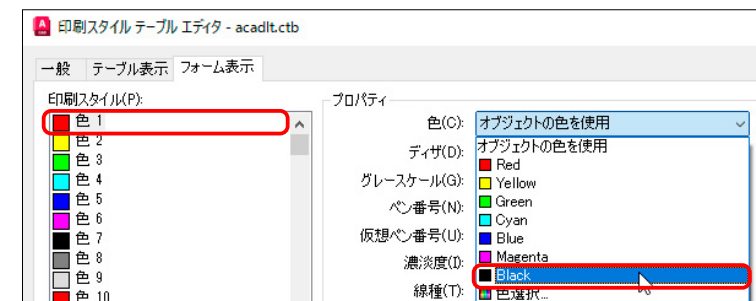 印刷スタイル テーブル エディタ - acadlt.ctb
一般 テーブル表示 フォーム表示
印刷スタイル(P):
色 1
色 2
色 3
色 4
色 5
色 6
色 7
色 8
色 9
色 10
プロパティ
色(C): オブジェクトの色を使用
ディザ(D):
グレースケール(G):
ペン番号(N):
仮想ペン番号(U):
濃淡度(I):
線種(T):
オブジェクトの色を使用
Red
Yellow
Green
Cyan
Blue
Magenta
Black
色選択...